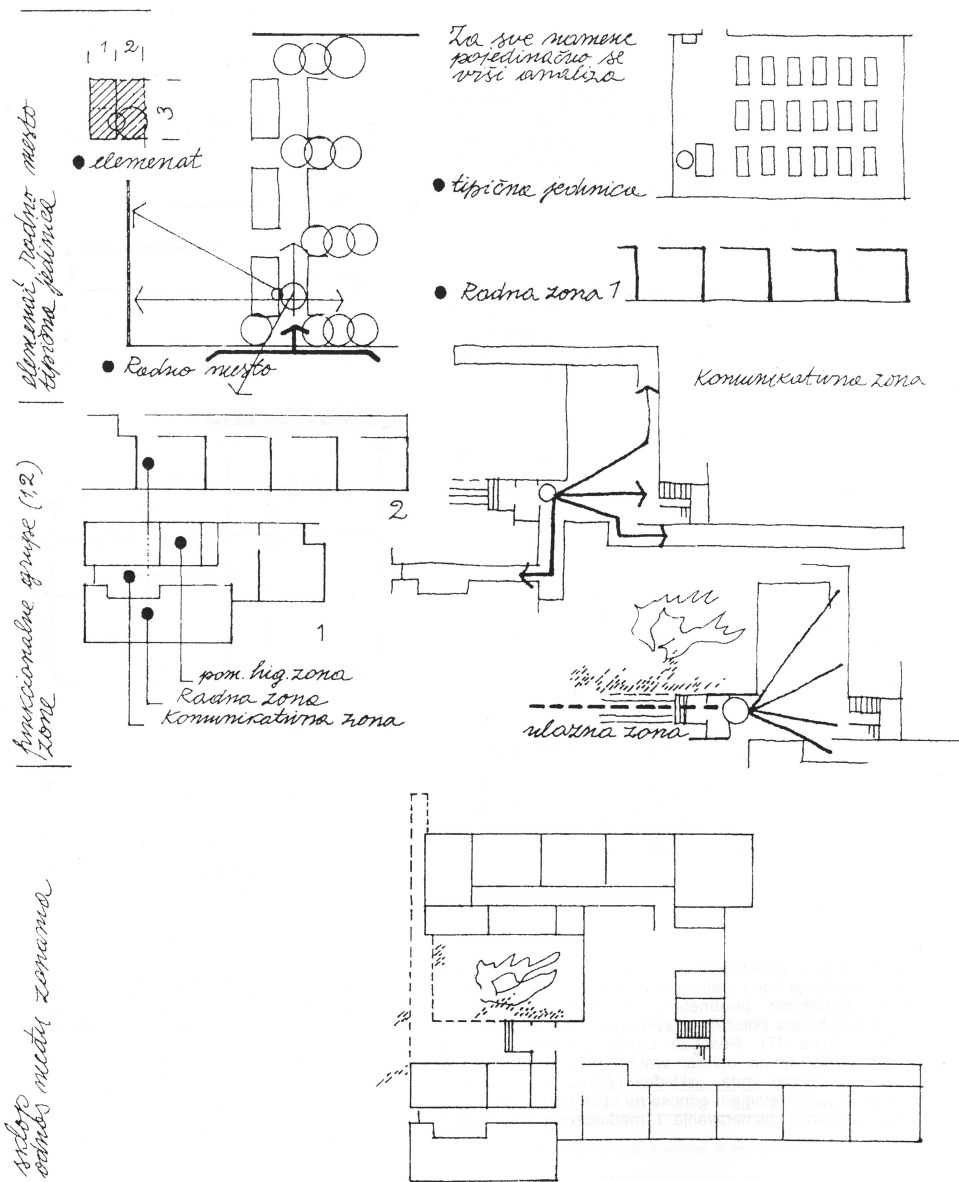 elemenat, radno mesto
tipična jedinica
1 2
3
elemenat
Radno mesto
Za sve namene
pojedinačno se
vrši analiza
tipična jedinica
Radna zona 1
funkcionalne grupe (1,2)
zone
2
1
pom. hig. zona
Radna zona
Komunikativna zona
Komunikativna zona
ulazna zona
sklop
odnos među zonama